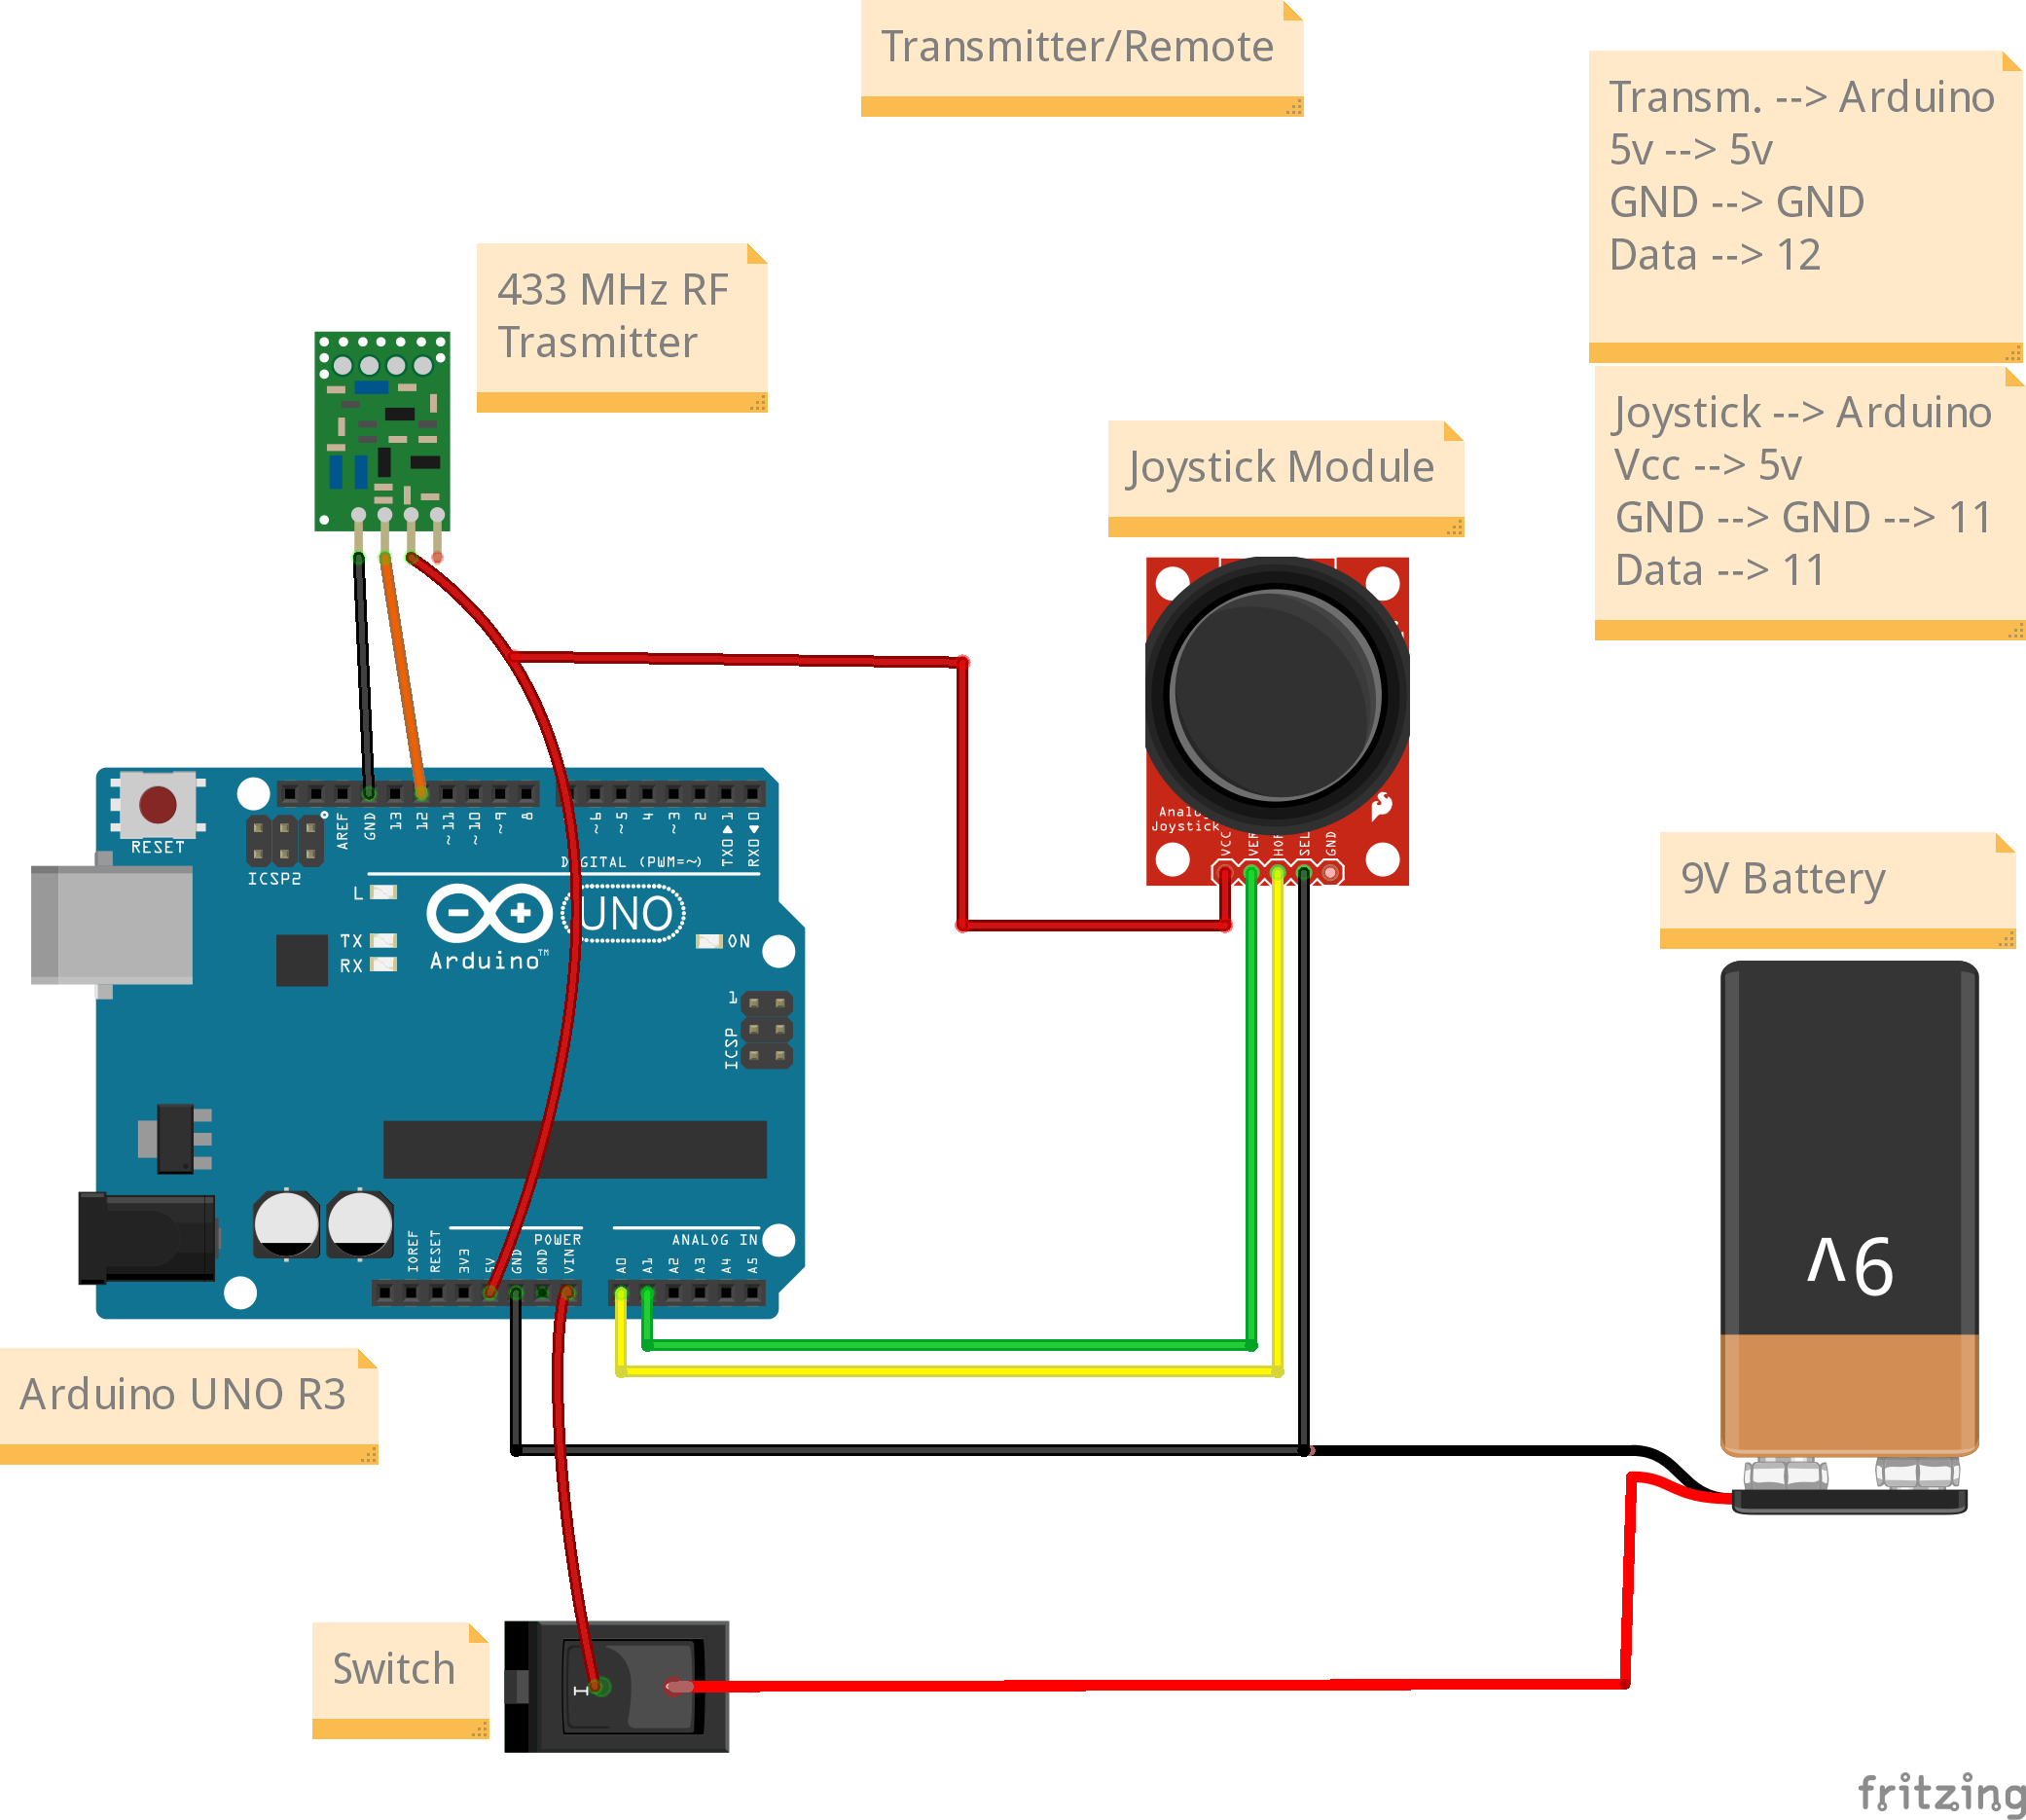 Transmitter/Remote
Transm. --> Arduino
5v --> 5v
GND --> GND
Data --> 12
433 MHz RF
Trasmitter
Joystick --> Arduino
Vcc --> 5v
GND --> GND --> 11
Data --> 11
Joystick Module
Analog
Joystick
VCC
VER
HOR
SEL
GND
9V Battery
9V
RESET
ICSP2
AREF
GND
13
12
~11
~10
~9
8
~6
~5
4
~3
2
TXD 1
RXD 0
DIGITAL (PWM=~)
L
TX
RX
UNO
ON
Arduino™
1
ICSP
IOREF
RESET
3V3
5V
GND
GND
VIN
POWER
ANALOG IN
A0
A1
A2
A3
A4
A5
Arduino UNO R3
Switch
I
fritzing